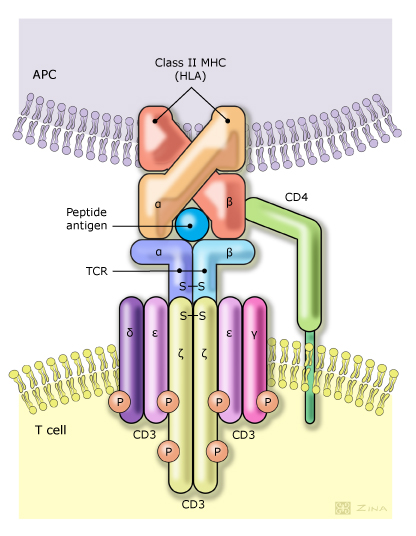 Class II MHC
(HLA)
APC
CD4
α
β
Peptide
antigen
α
β
TCR
S–S
S–S
δ
ε
ζ
ζ
ε
γ
P
P
P
P
CD3
CD3
P
P
T cell
CD3
ZINA